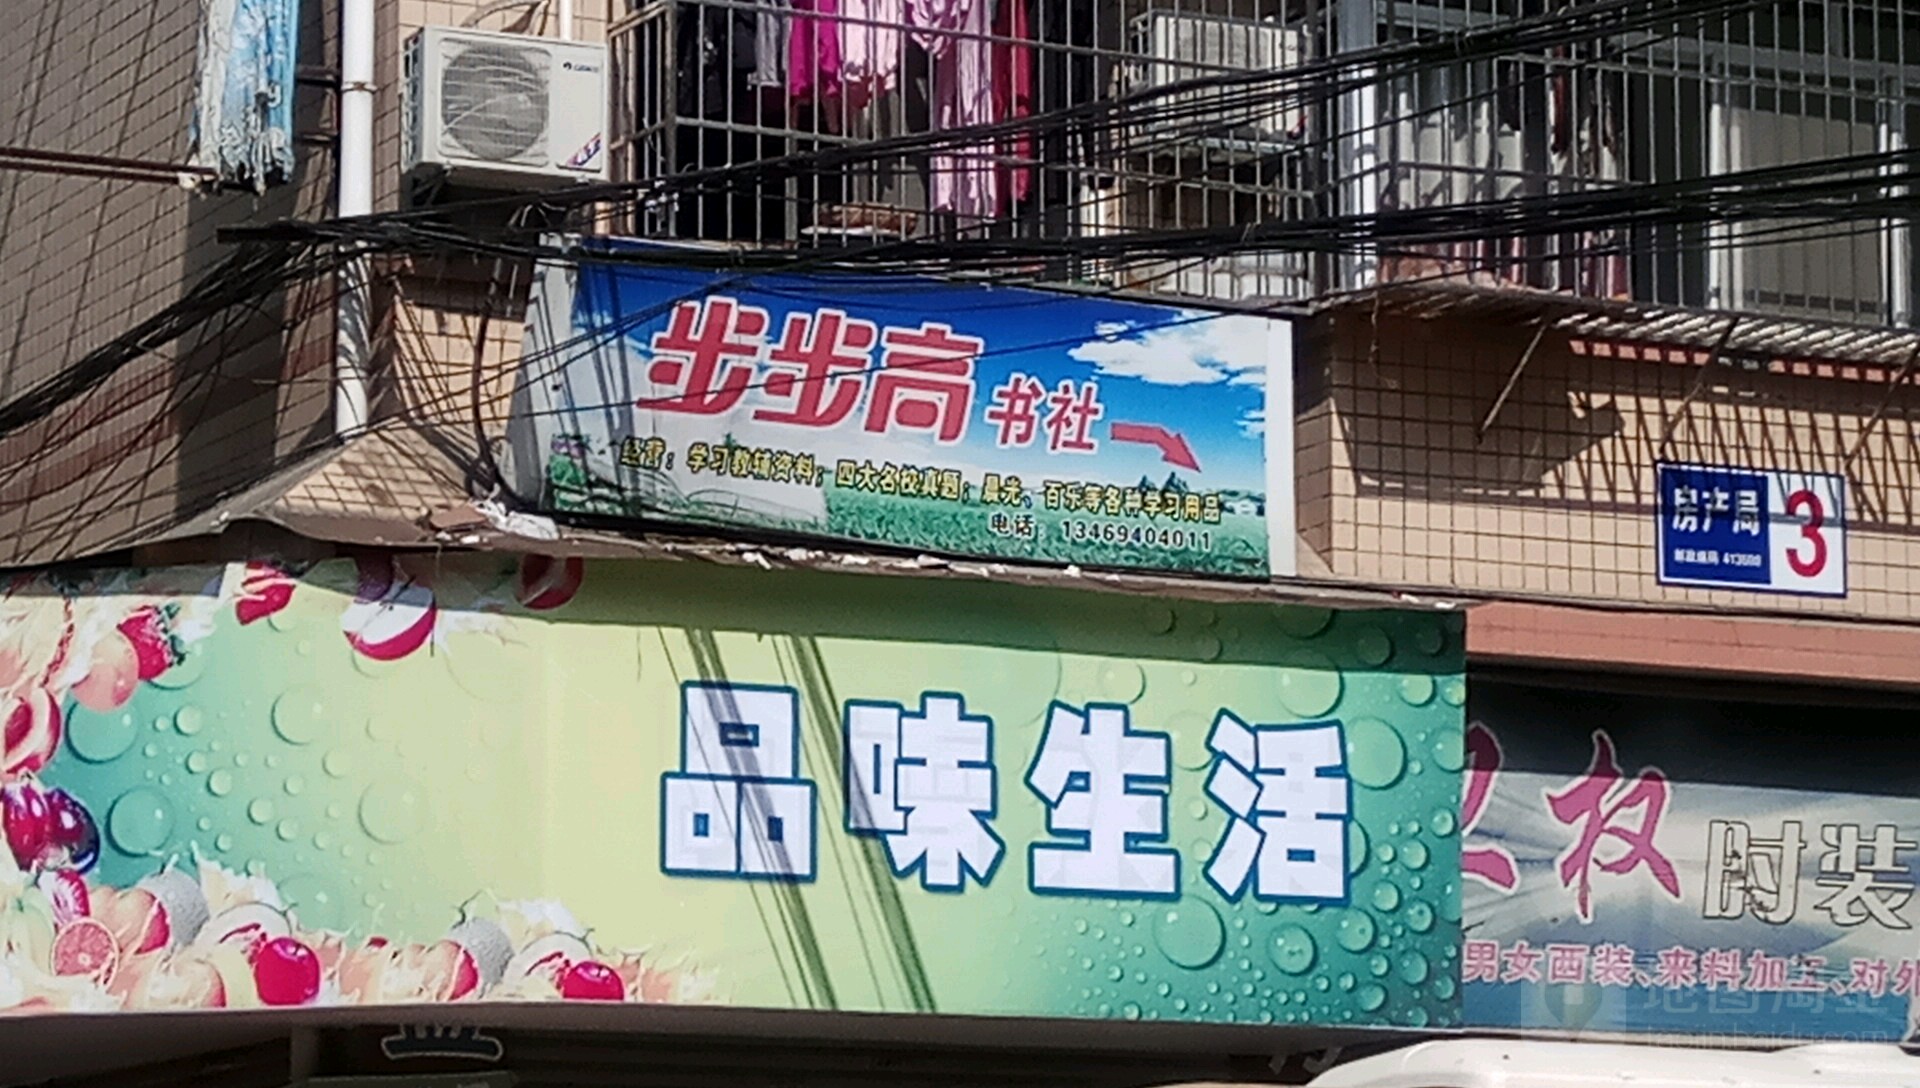 步步高 书社
经营：学习教辅资料；四大名校真题；晨光、百乐等各种学习用品
电话：13469404011
房产局 3
邮政编码 413600
品味生活
权 时装
男女西装、来料加工、对外